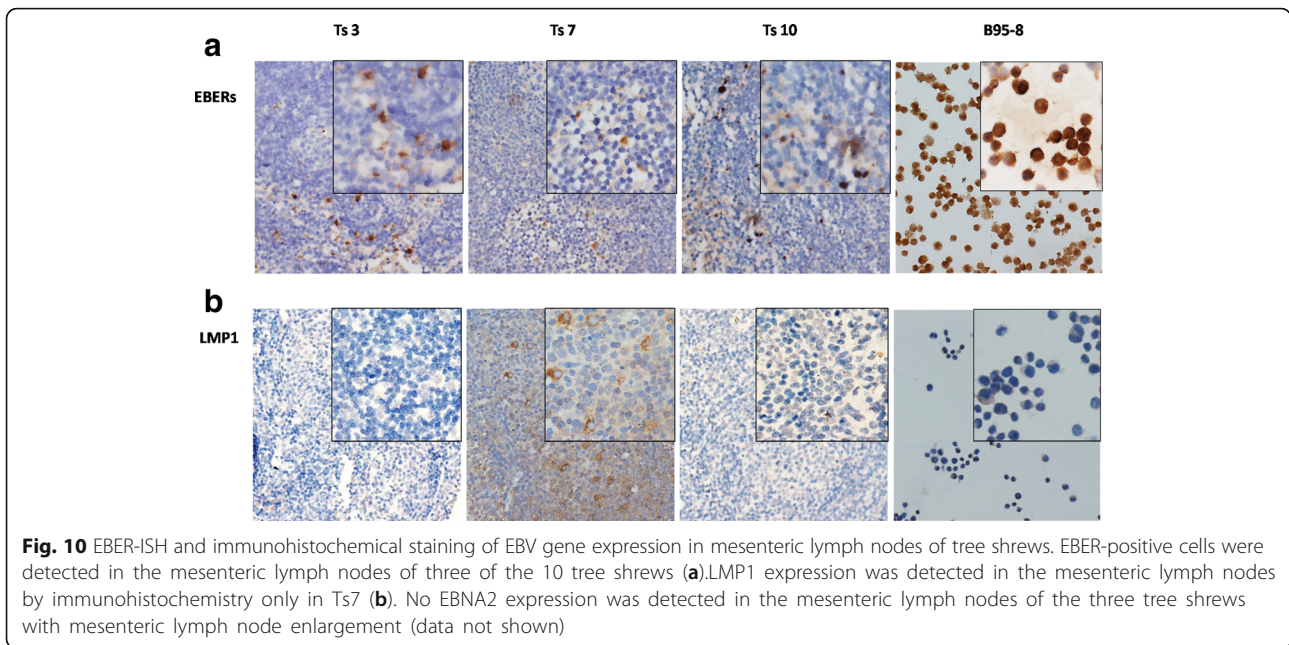 Ts 3 Ts 7 Ts 10 B95-8
a
EBERs
b
LMP1
Fig. 10 EBER-ISH and immunohistochemical staining of EBV gene expression in mesenteric lymph nodes of tree shrews. EBER-positive cells were
detected in the mesenteric lymph nodes of three of the 10 tree shrews (a).LMP1 expression was detected in the mesenteric lymph nodes
by immunohistochemistry only in Ts7 (b). No EBNA2 expression was detected in the mesenteric lymph nodes of the three tree shrews
with mesenteric lymph node enlargement (data not shown)